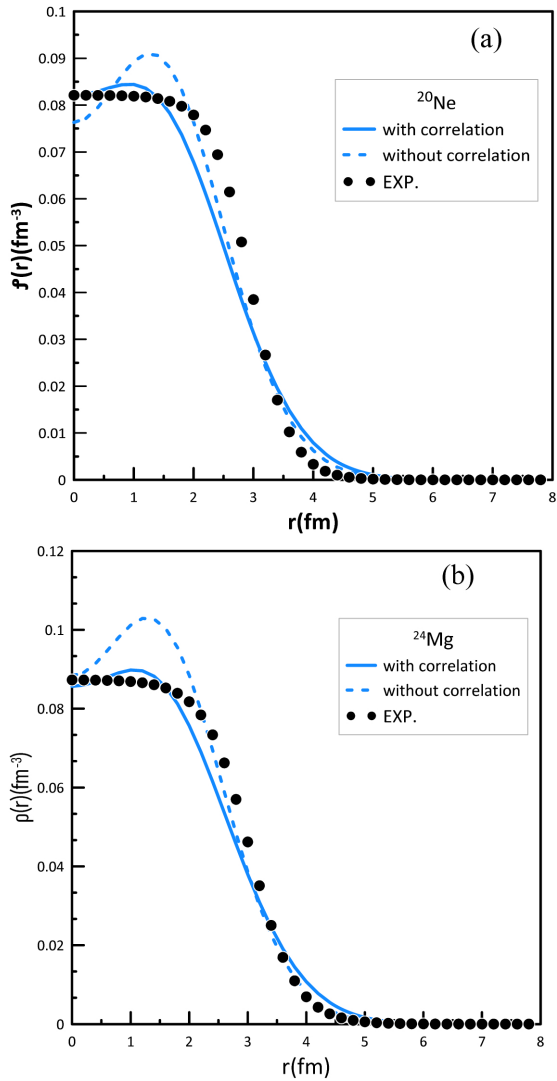 (a)
0.1
0.09
0.08
0.07
0.06
0.05
0.04
0.03
0.02
0.01
0
ρ(r)(fm⁻³)
²⁰Ne
with correlation
without correlation
EXP.
0 1 2 3 4 5 6 7 8
r(fm)
(b)
0.12
0.1
0.08
0.06
0.04
0.02
0
ρ(r)(fm⁻³)
²⁴Mg
with correlation
without correlation
EXP.
0 1 2 3 4 5 6 7 8
r(fm)